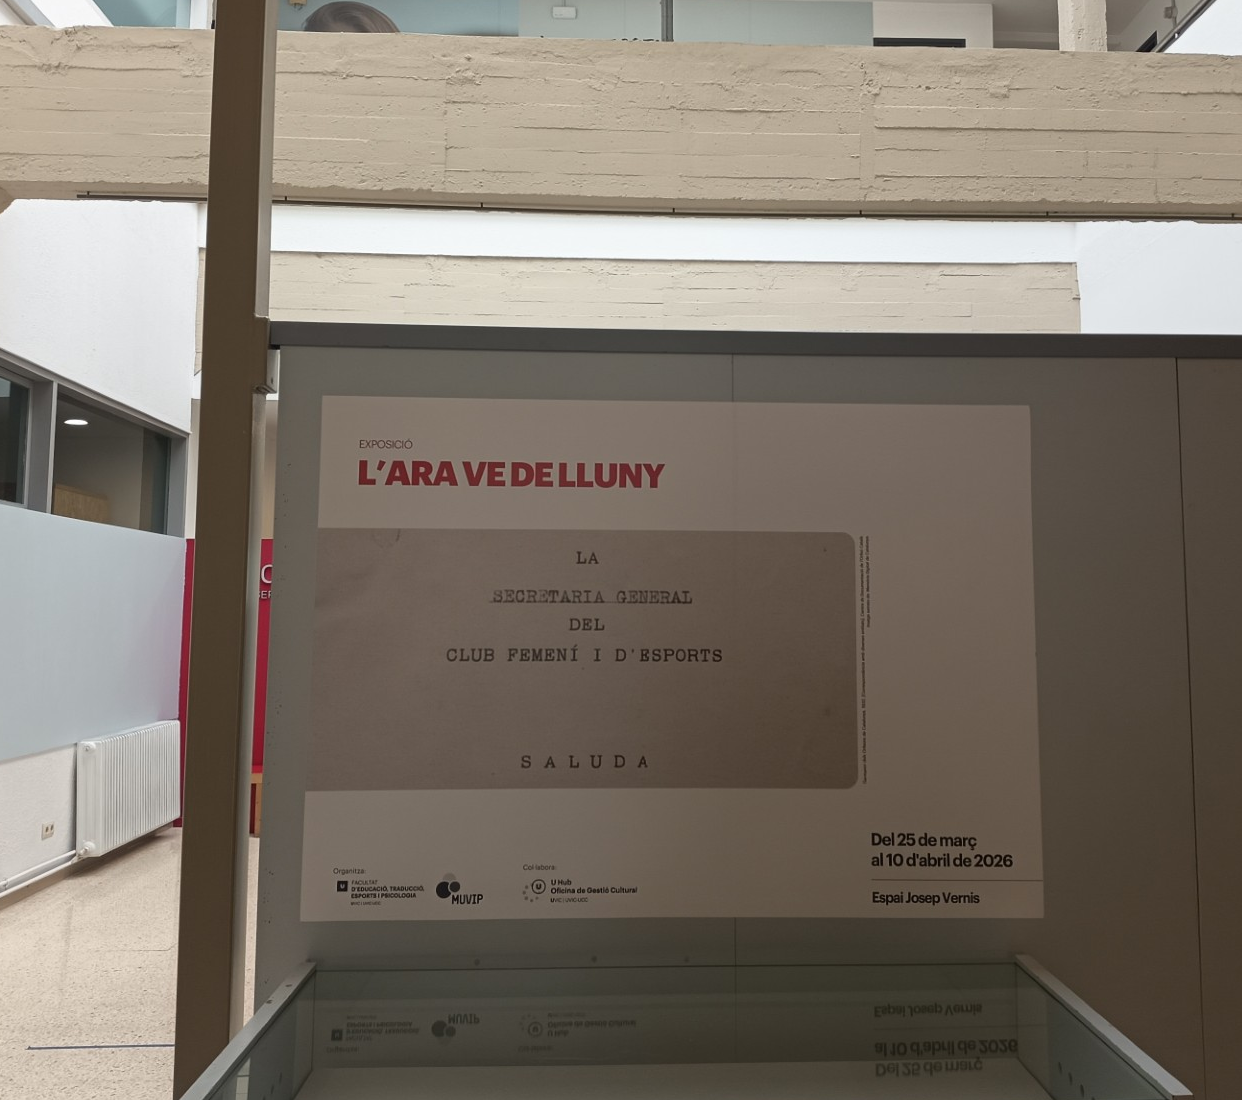 EXPOSICIÓ
L'ARA VE DE LLUNY
LA
SECRETARIA GENERAL
DEL
CLUB FEMENÍ I D'ESPORTS
SALUDA
Del 25 de març
al 10 d'abril de 2026
Espai Josep Vernis
Organitza:
FACULTAT
D'EDUCACIÓ, TRADUCCIÓ,
ESPORTS I PSICOLOGIA
MUVIP
Col·labora:
U Hub
Oficina de Gestió Cultural